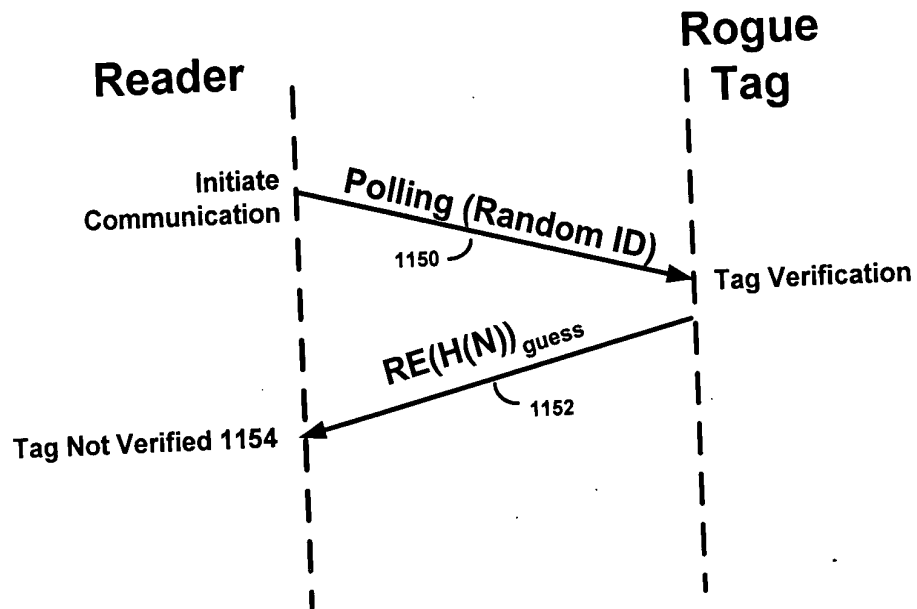 Reader
Rogue
Tag
Initiate
Communication
Polling (Random ID)
1150
Tag Verification
RE(H(N))guess
1152
Tag Not Verified 1154